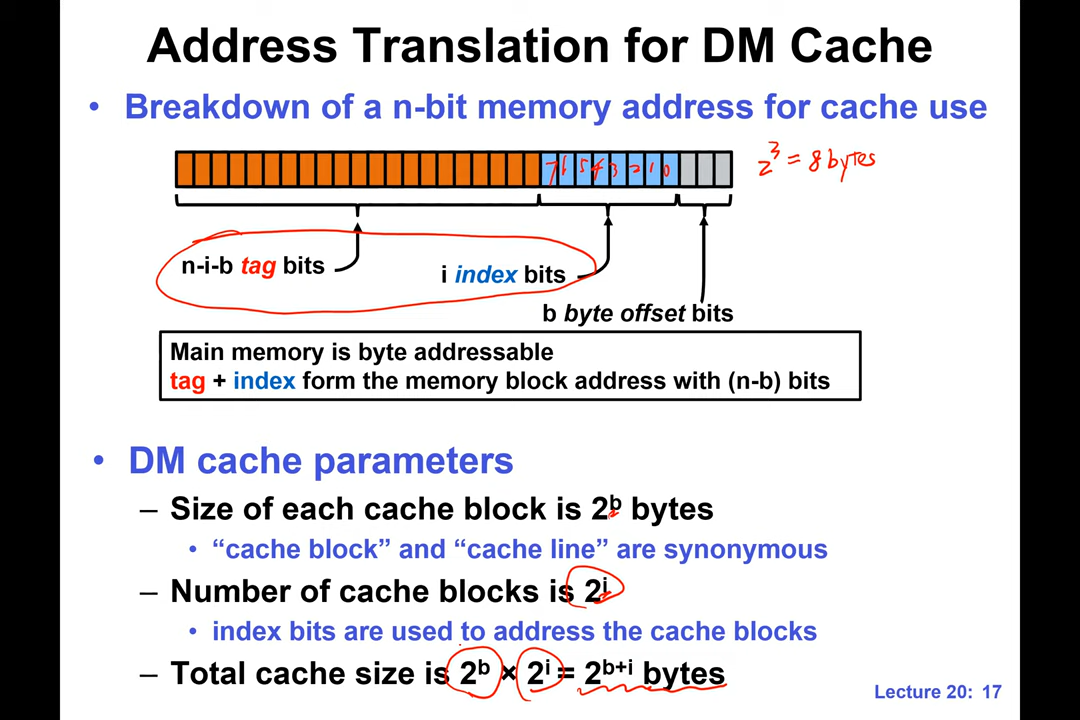 Address Translation for DM Cache
• Breakdown of a n-bit memory address for cache use
7 6 5 4 3 2 1 0
2³ = 8 bytes
n-i-b tag bits
i index bits
b byte offset bits
Main memory is byte addressable
tag + index form the memory block address with (n-b) bits
• DM cache parameters
– Size of each cache block is 2ᵇ bytes
• “cache block” and “cache line” are synonymous
– Number of cache blocks is 2ⁱ
• index bits are used to address the cache blocks
– Total cache size is 2ᵇ × 2ⁱ = 2ᵇ⁺ⁱ bytes
Lecture 20: 17